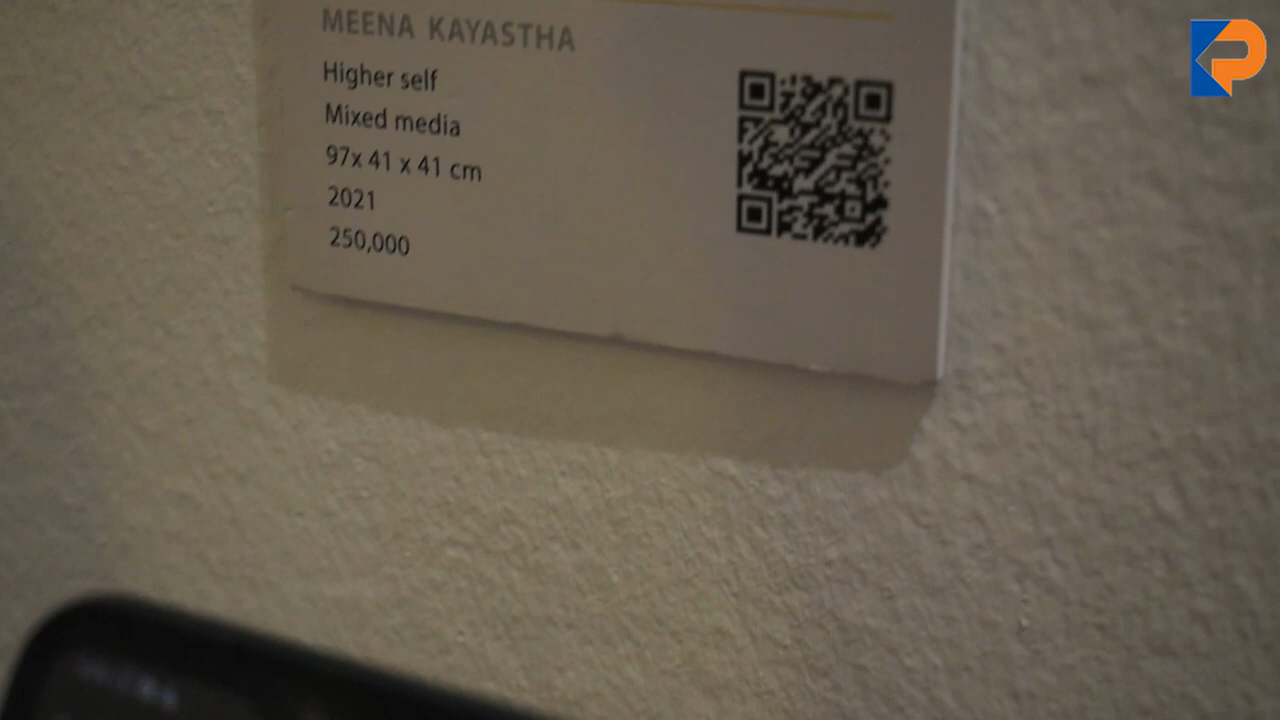 MEENA KAYASTHA
Higher self
Mixed media
97x 41 x 41 cm
2021
250,000